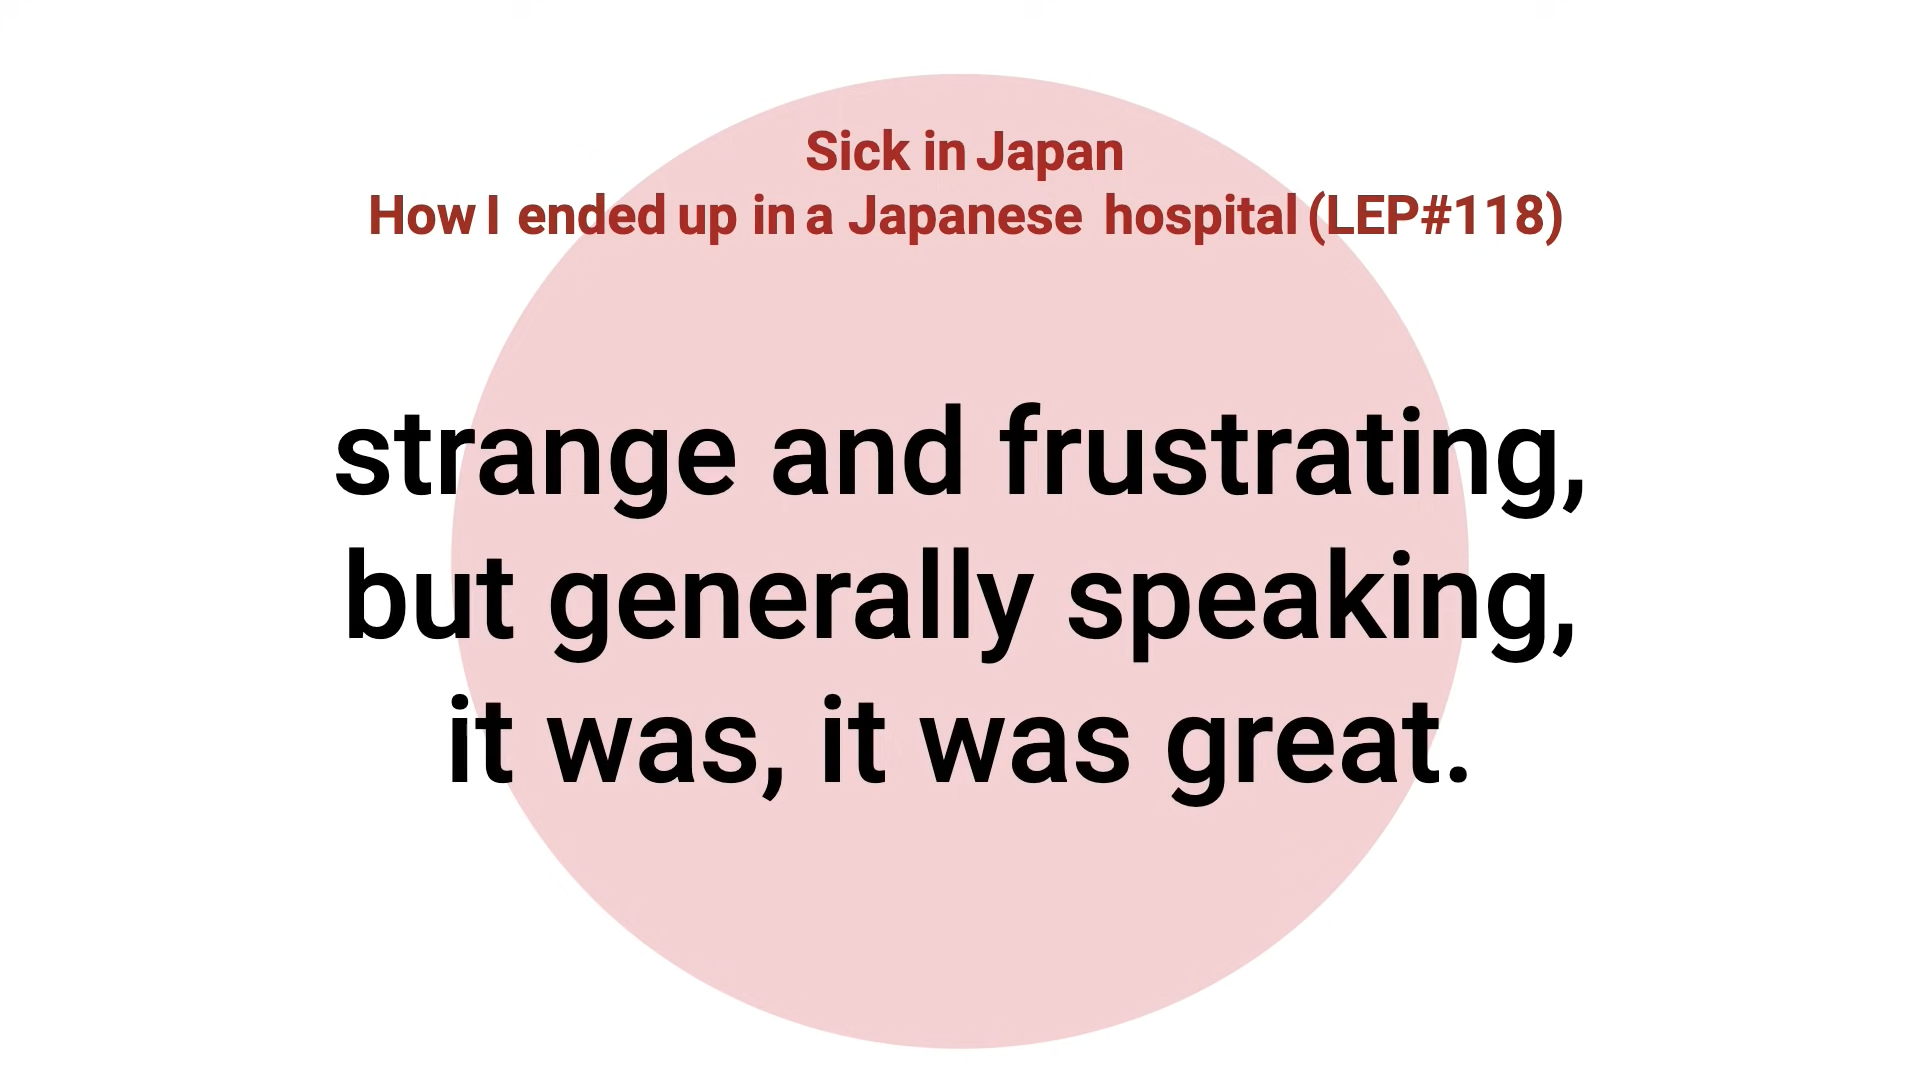 Sick in Japan
How I ended up in a Japanese hospital (LEP#118)
strange and frustrating,
but generally speaking,
it was, it was great.